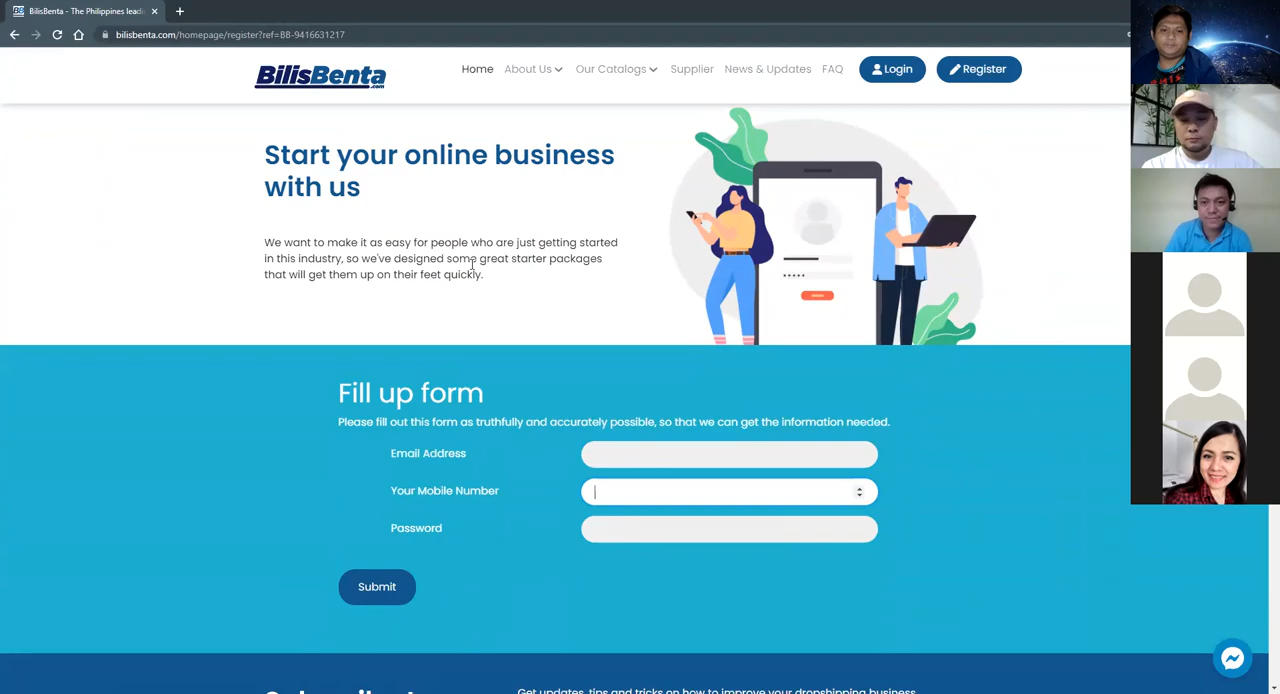 BilisBenta - The Philippines leadi
bilisbenta.com/homepage/register?ref=BB-9416631217
BilisBenta
.com
Home About Us Our Catalogs Supplier News & Updates FAQ Login Register
Start your online business
with us
We want to make it as easy for people who are just getting started
in this industry, so we've designed some great starter packages
that will get them up on their feet quickly.
Fill up form
Please fill out this form as truthfully and accurately possible, so that we can get the information needed.
Email Address
Your Mobile Number
Password
Submit
Get updates, tips and tricks on how to improve your dropshipping business